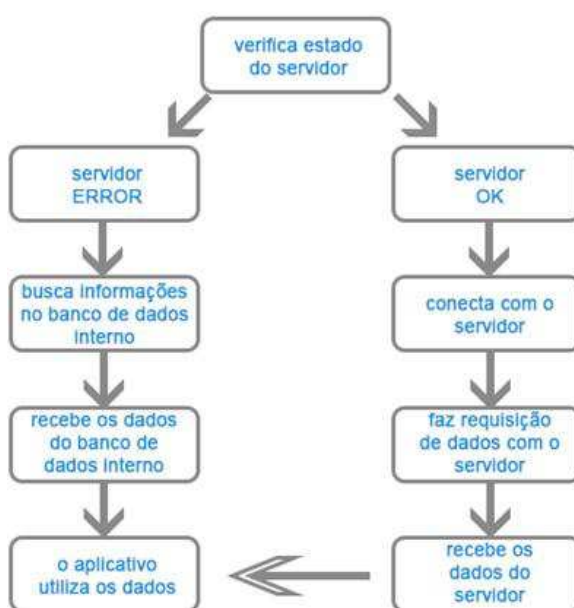 verifica estado
do servidor
servidor
ERROR
servidor
OK
busca informações
no banco de dados
interno
conecta com o
servidor
recebe os dados
do banco de
dados interno
faz requisição
de dados com o
servidor
o aplicativo
utiliza os dados
recebe os
dados do
servidor